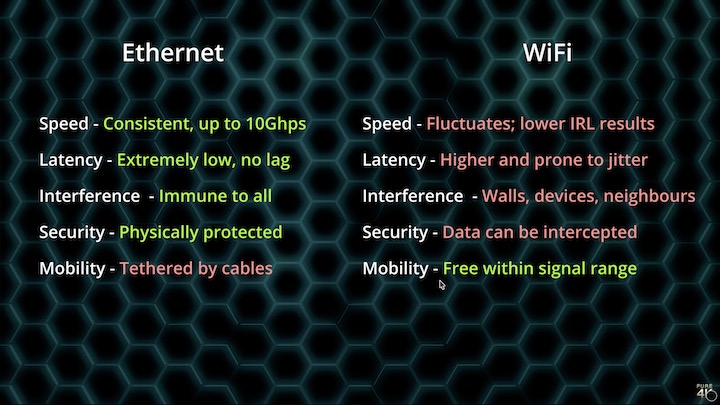 Ethernet
WiFi
Speed - Consistent, up to 10Ghps
Latency - Extremely low, no lag
Interference - Immune to all
Security - Physically protected
Mobility - Tethered by cables
Speed - Fluctuates; lower IRL results
Latency - Higher and prone to jitter
Interference - Walls, devices, neighbours
Security - Data can be intercepted
Mobility - Free within signal range
PURE